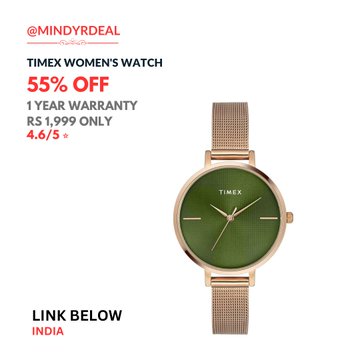 @MINDYRDEAL
TIMEX WOMEN'S WATCH
55% OFF
1 YEAR WARRANTY
RS 1,999 ONLY
4.6/5 ⭐
TIMEX
LINK BELOW
INDIA